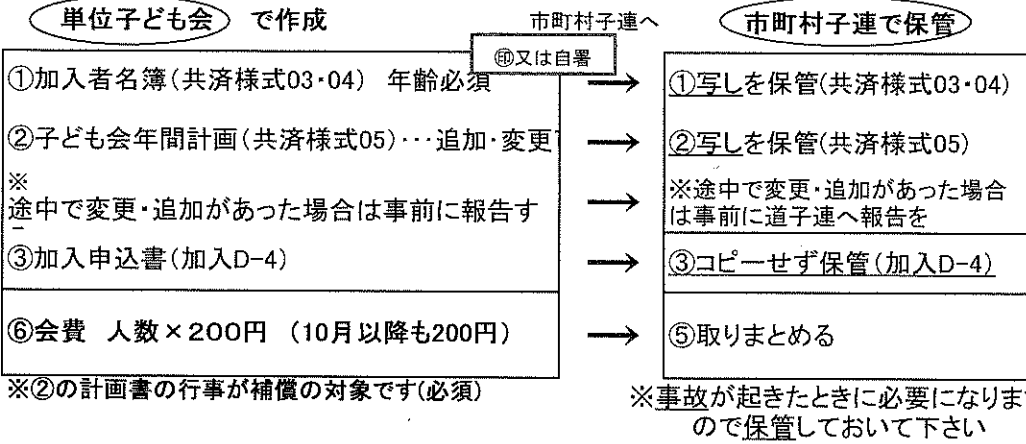 単位子ども会 で作成
市町村子連へ
市町村子連で保管
㊞又は自署
①加入者名簿(共済様式03・04) 年齢必須
→
①写しを保管(共済様式03・04)
②子ども会年間計画(共済様式05)…追加・変更
→
②写しを保管(共済様式05)
※
途中で変更・追加があった場合は事前に報告す
→
※途中で変更・追加があった場合
は事前に道子連へ報告を
③加入申込書(加入D-4)
→
③コピーせず保管(加入D-4)
⑥会費 人数×200円 (10月以降も200円)
→
⑤取りまとめる
※②の計画書の行事が補償の対象です(必須)
※事故が起きたときに必要になりま
ので保管しておいて下さい